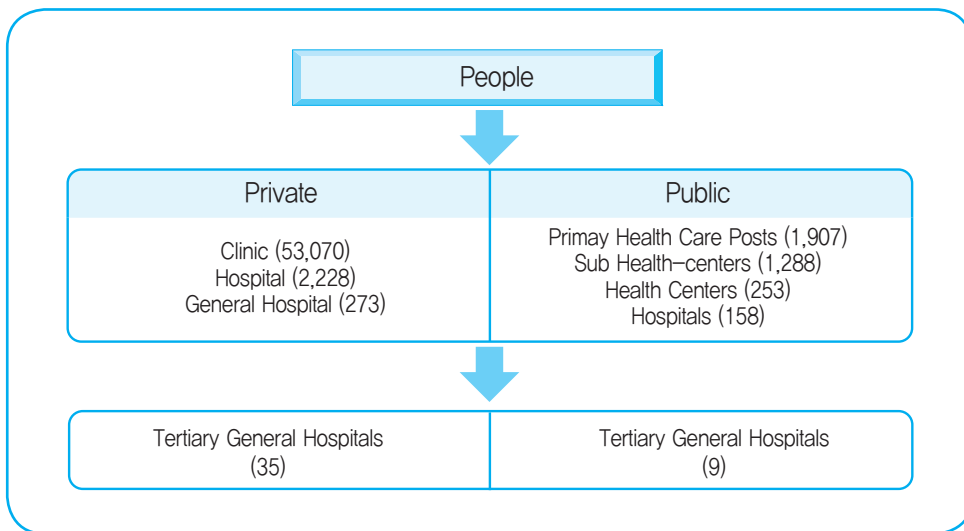 People
Private
Clinic (53,070)
Hospital (2,228)
General Hospital (273)
Public
Primay Health Care Posts (1,907)
Sub Health-centers (1,288)
Health Centers (253)
Hospitals (158)
Tertiary General Hospitals
(35)
Tertiary General Hospitals
(9)